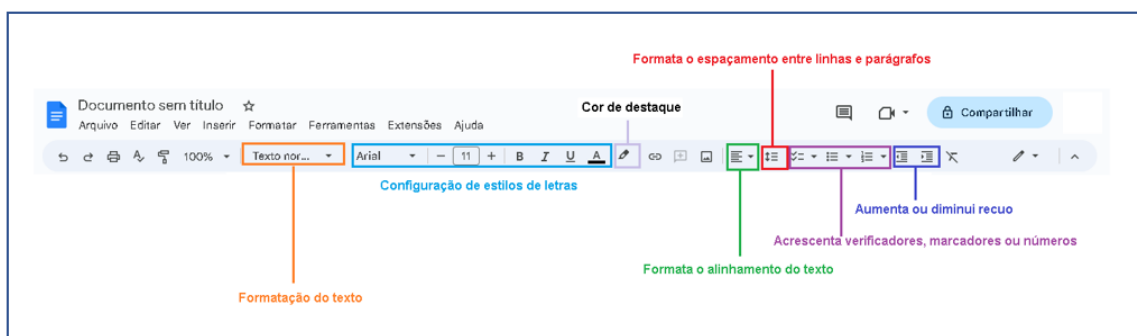 Formata o espaçamento entre linhas e parágrafos
Documento sem título
Cor de destaque
Compartilhar
Arquivo Editar Ver Inserir Formatar Ferramentas Extensões Ajuda
100% Texto nor... Arial − 11 + B I U A
Configuração de estilos de letras
Aumenta ou diminui recuo
Acrescenta verificadores, marcadores ou números
Formata o alinhamento do texto
Formatação do texto